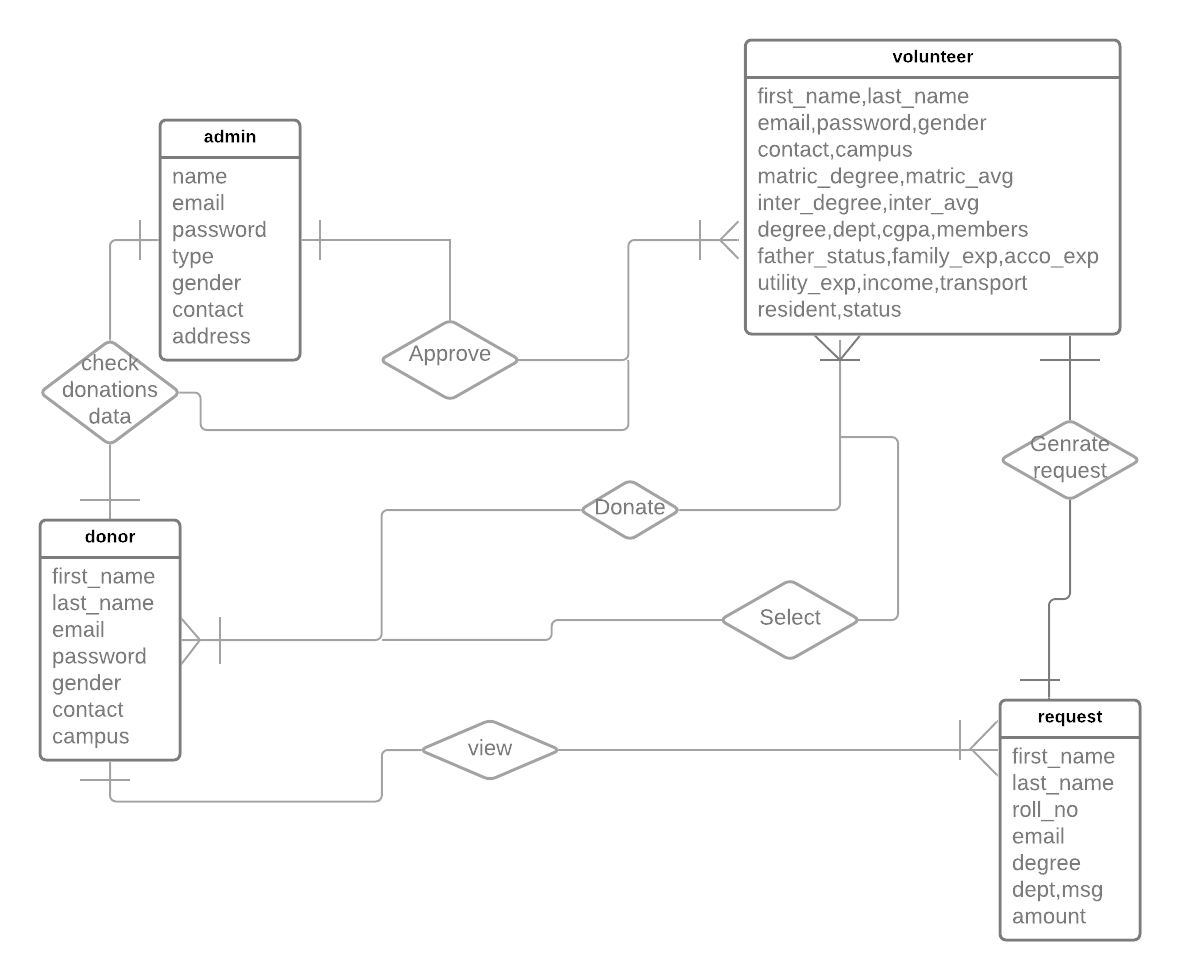 volunteer
first_name,last_name
email,password,gender
contact,campus
matric_degree,matric_avg
inter_degree,inter_avg
degree,dept,cgpa,members
father_status,family_exp,acco_exp
utility_exp,income,transport
resident,status
admin
name
email
password
type
gender
contact
address
Approve
check
donations
data
Genrate
request
Donate
donor
first_name
last_name
email
password
gender
contact
campus
Select
view
request
first_name
last_name
roll_no
email
degree
dept,msg
amount